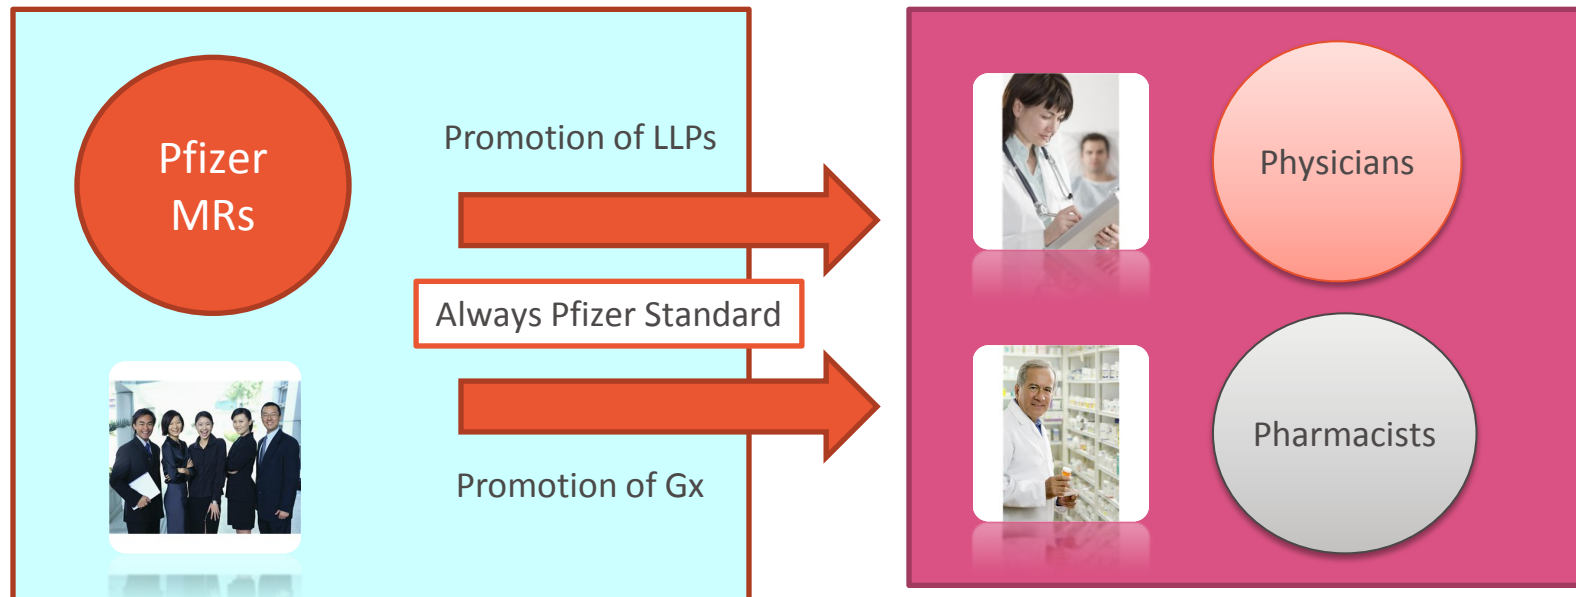 Pfizer
MRs
Promotion of LLPs
Always Pfizer Standard
Promotion of Gx
Physicians
Pharmacists